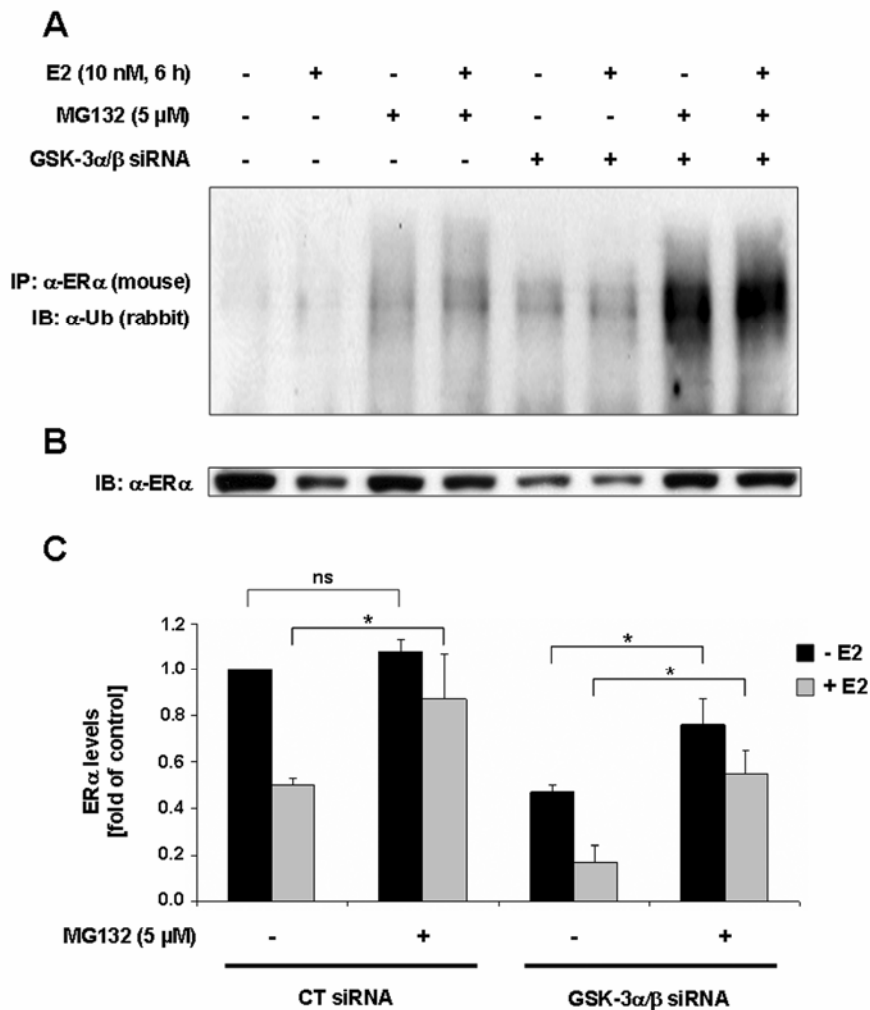 A
E2 (10 nM, 6 h) - + - + - + - +
MG132 (5 µM) - - + + - - + +
GSK-3α/β siRNA - - - - + + + +
IP: α-ERα (mouse)
IB: α-Ub (rabbit)
B
IB: α-ERα
C
ns
*
*
*
1.2
1.0
0.8
0.6
0.4
0.2
0.0
ERα levels
[fold of control]
- E2
+ E2
MG132 (5 µM) - + - +
CT siRNA GSK-3α/β siRNA